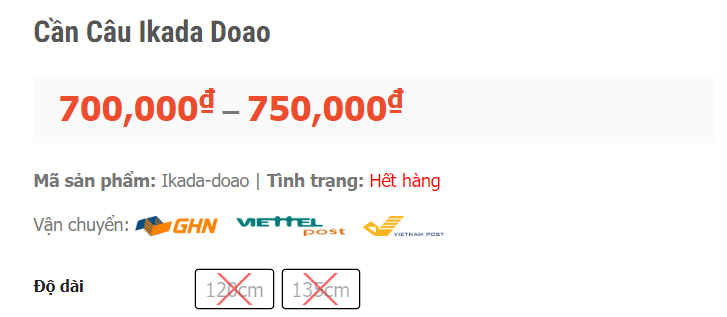 Cần Câu Ikada Doao
700,000₫ – 750,000₫
Mã sản phẩm: Ikada-doao | Tình trạng: Hết hàng
Vận chuyển: GHN VIETTEL post VIETNAM POST
Độ dài 120cm 135cm